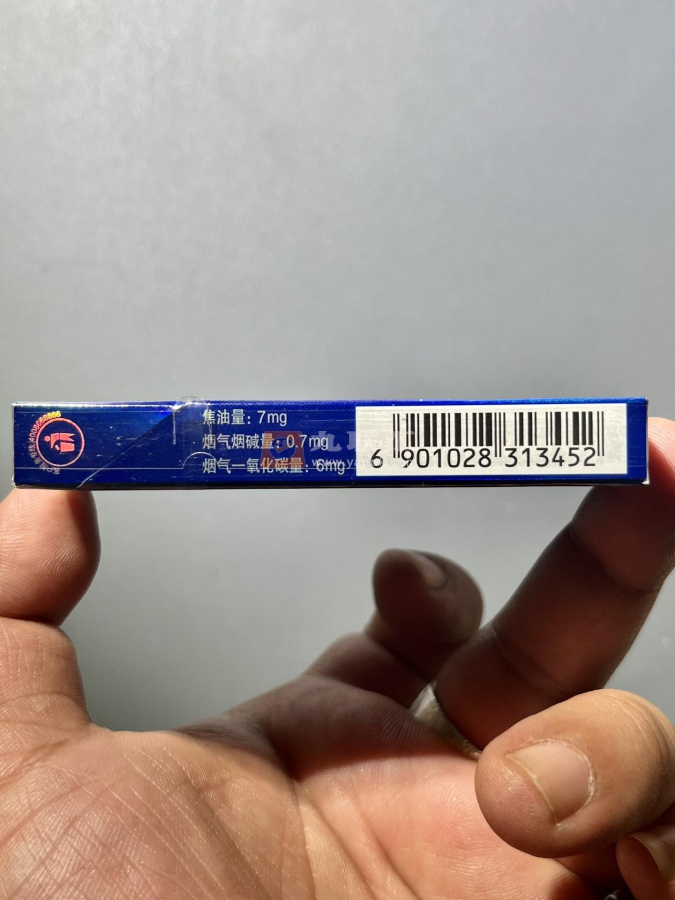 焦油量: 7mg
烟气烟碱量: 0.7mg
烟气一氧化碳量: 6mg
6 901028 313452